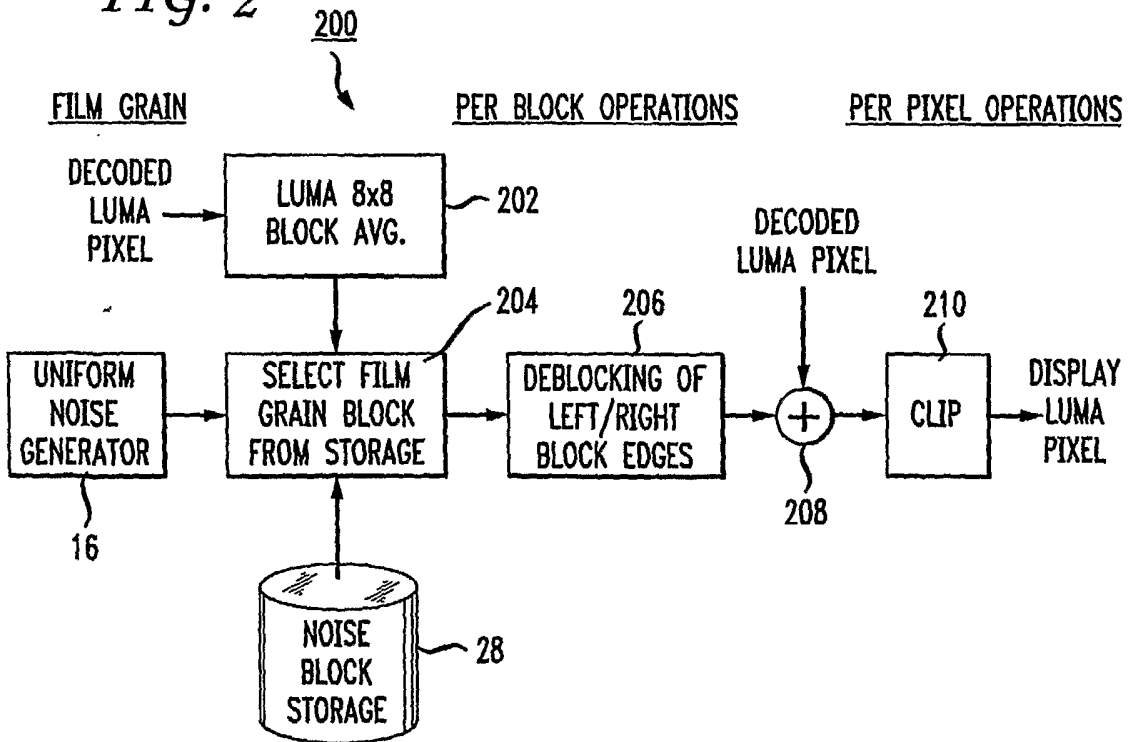 FIG. 2
200
FILM GRAIN
PER BLOCK OPERATIONS
PER PIXEL OPERATIONS
DECODED
LUMA
PIXEL
LUMA 8x8
BLOCK AVG.
202
DECODED
LUMA PIXEL
204
206
210
UNIFORM
NOISE
GENERATOR
SELECT FILM
GRAIN BLOCK
FROM STORAGE
DEBLOCKING OF
LEFT/RIGHT
BLOCK EDGES
+
CLIP
DISPLAY
LUMA
PIXEL
16
208
NOISE
BLOCK
STORAGE
28